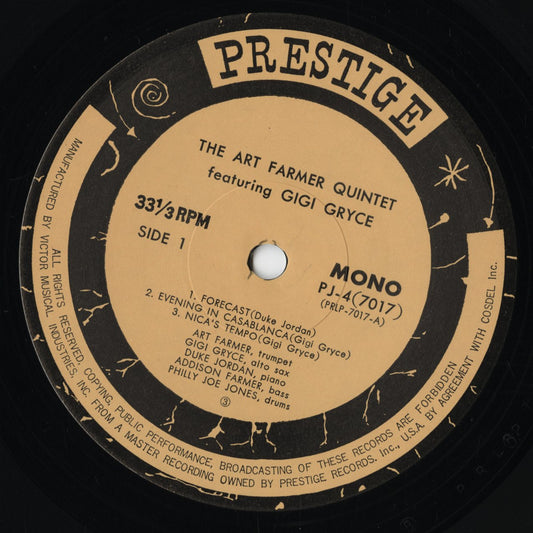 PRESTIGE
THE ART FARMER QUINTET
featuring GIGI GRYCE
33⅓ RPM
SIDE 1
MONO
PJ-4(7017)
(PRLP-7017-A)
1. FORECAST(Duke Jordan)
2. EVENING IN CASABLANCA(Gigi Gryce)
3. NICA'S TEMPO(Gigi Gryce)
ART FARMER, trumpet
GIGI GRYCE, alto sax
DUKE JORDAN, piano
ADDISON FARMER, bass
PHILLY JOE JONES, drums
③
MANUFACTURED BY VICTOR MUSICAL INDUSTRIES, INC. FROM A MASTER RECORDING OWNED BY PRESTIGE RECORDS. Inc., U.S.A. BY AGREEMENT WITH COSDEL Inc.
ALL RIGHTS RESERVED. COPYING, PUBLIC PERFORMANCE, BROADCASTING OF THESE RECORDS ARE FORBIDDEN